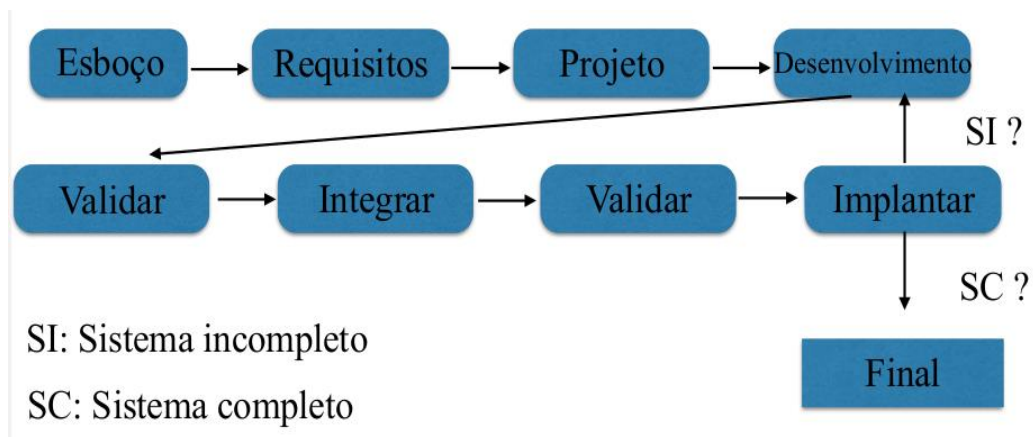 Esboço
Requisitos
Projeto
Desenvolvimento
SI ?
Validar
Integrar
Validar
Implantar
SC ?
SI: Sistema incompleto
Final
SC: Sistema completo